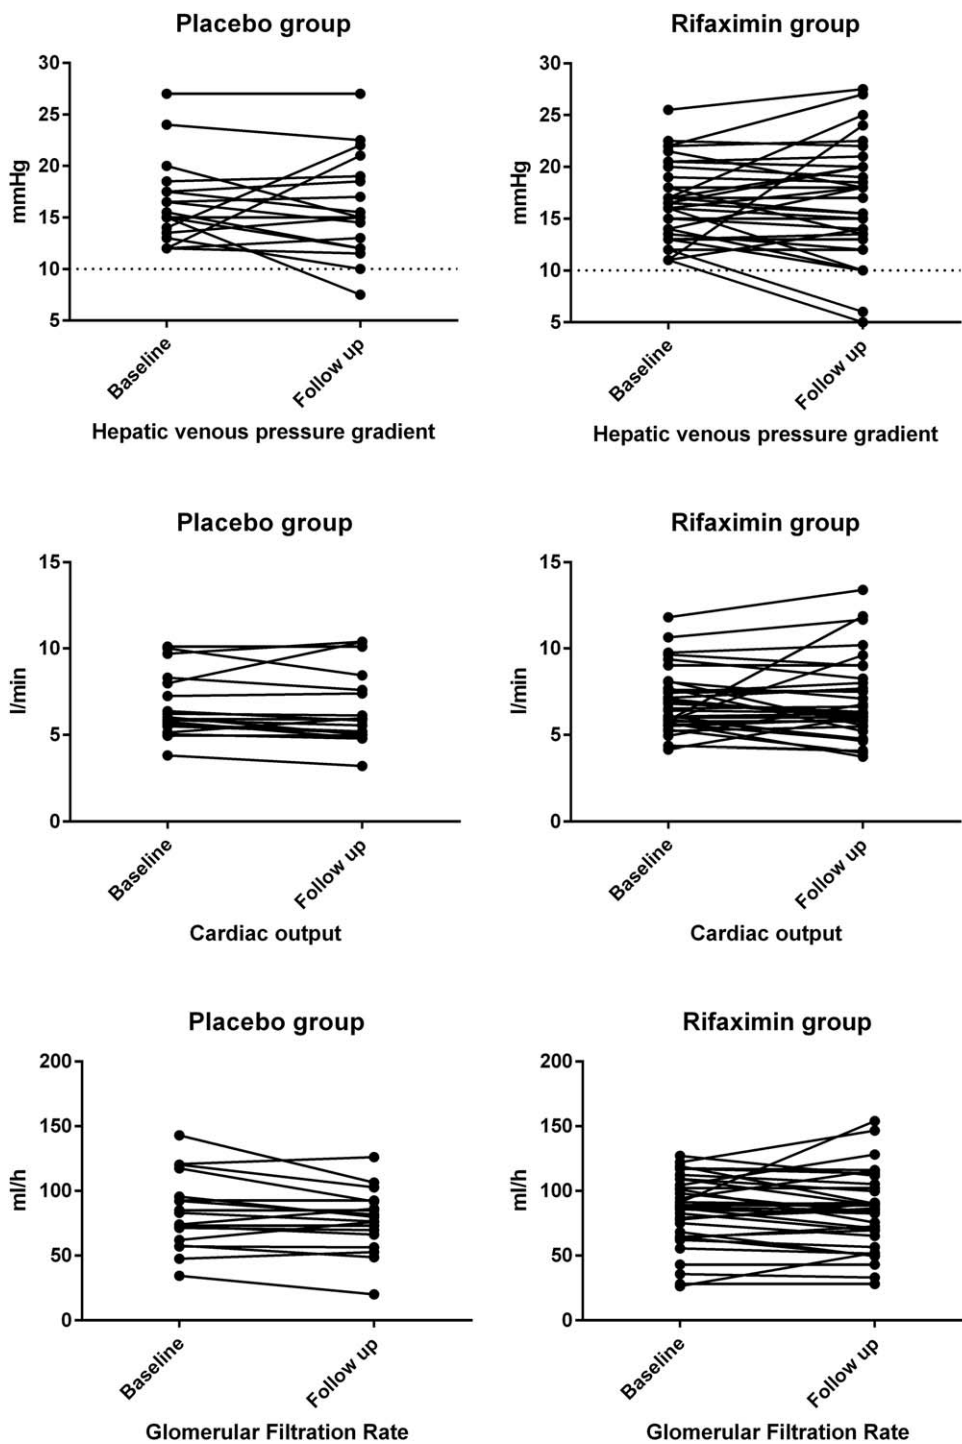 Placebo group
30
25
20
15
10
5
mmHg
Baseline
Follow up
Hepatic venous pressure gradient
Rifaximin group
30
25
20
15
10
5
mmHg
Baseline
Follow up
Hepatic venous pressure gradient
Placebo group
15
10
5
0
l/min
Baseline
Follow up
Cardiac output
Rifaximin group
15
10
5
0
l/min
Baseline
Follow up
Cardiac output
Placebo group
200
150
100
50
0
ml/h
Baseline
Follow up
Glomerular Filtration Rate
Rifaximin group
200
150
100
50
0
ml/h
Baseline
Follow up
Glomerular Filtration Rate